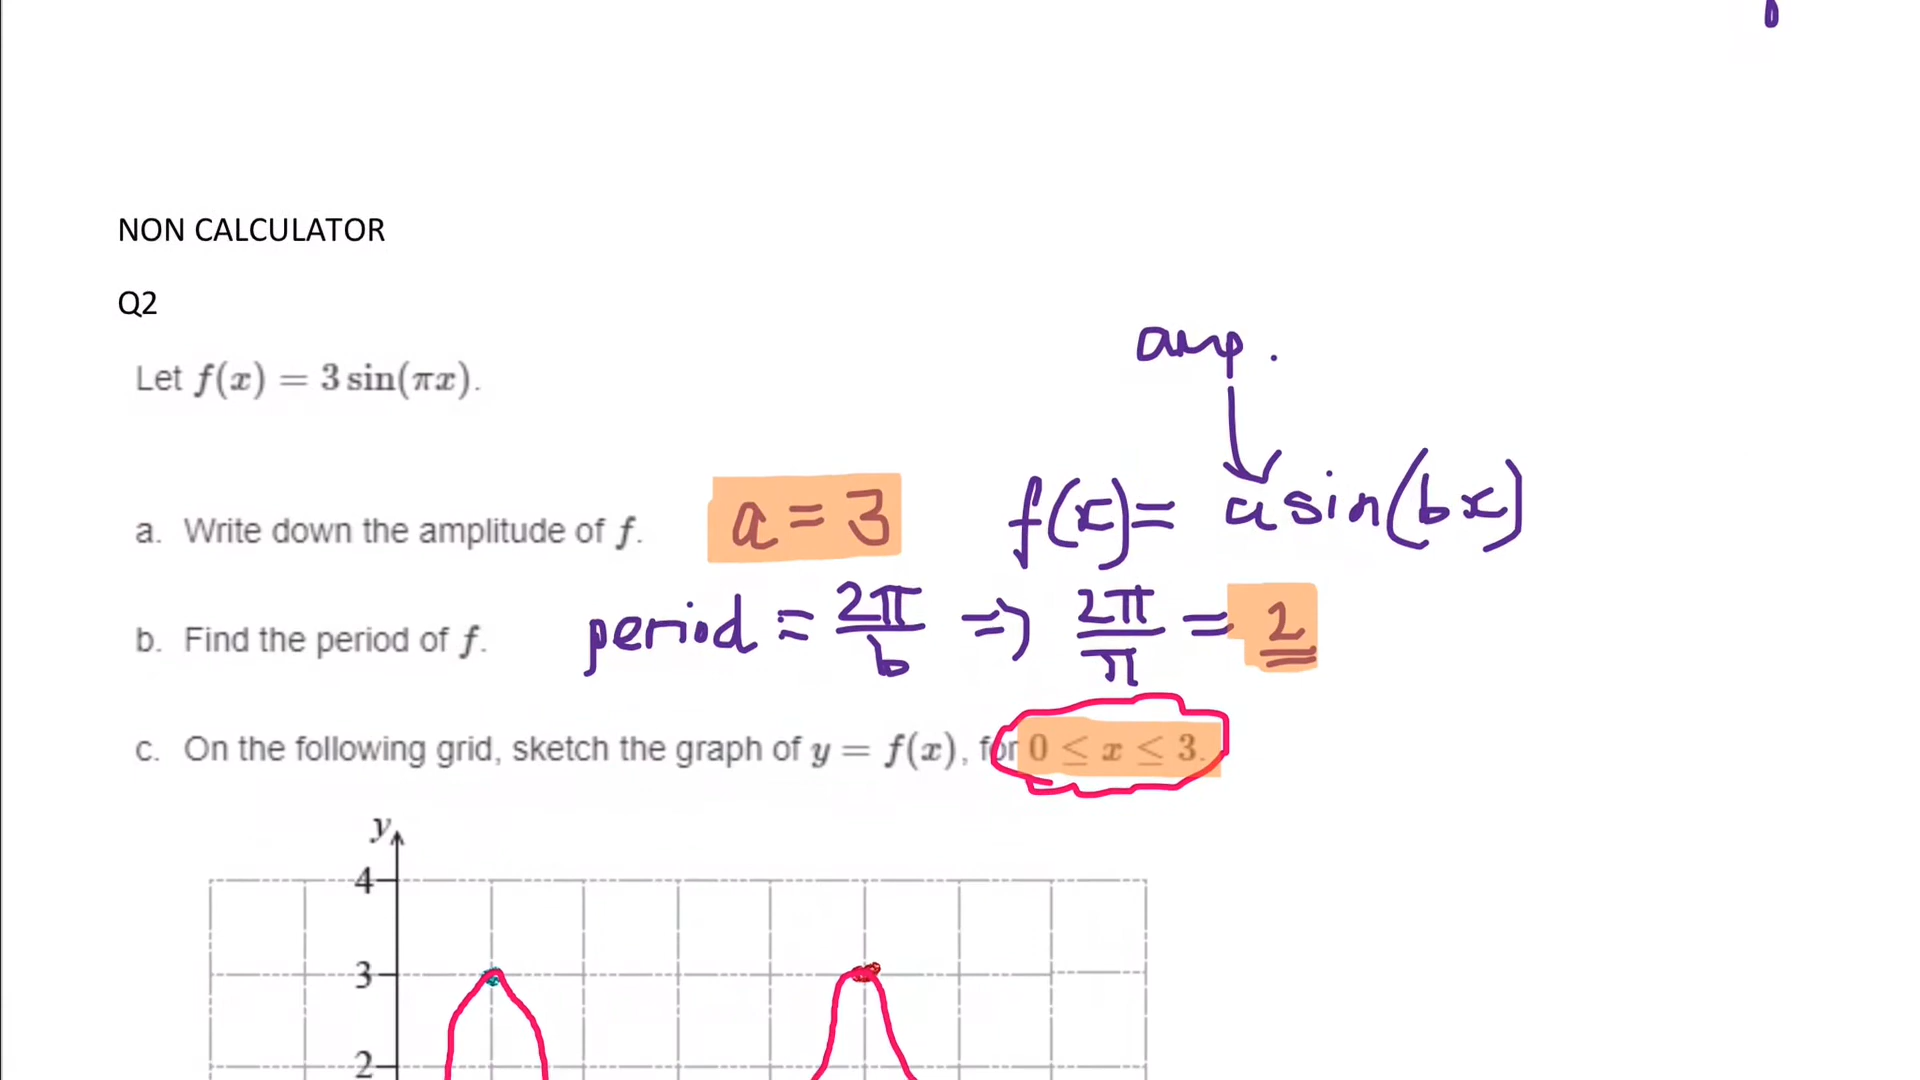 NON CALCULATOR
Q2
amp.
Let f(x) = 3 sin(πx).
a. Write down the amplitude of f. a = 3 f(x) = a sin(bx)
b. Find the period of f. period = 2π/b => 2π/π = 2
c. On the following grid, sketch the graph of y = f(x), for 0 ≤ x ≤ 3.
y
4
3
2